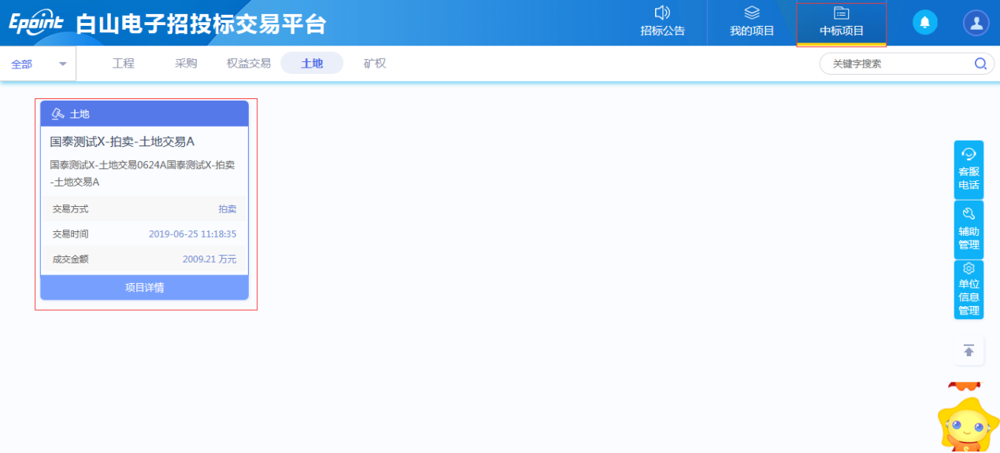 Epoint 白山电子招投标交易平台
招标公告
我的项目
中标项目
全部
工程
采购
权益交易
土地
矿权
关键字搜索
土地
国泰测试X-拍卖-土地交易A
国泰测试X-土地交易0624A国泰测试X-拍卖
-土地交易A
交易方式 拍卖
交易时间 2019-06-25 11:18:35
成交金额 2009.21 万元
项目详情
客服
电话
辅助
管理
单位
信息
管理